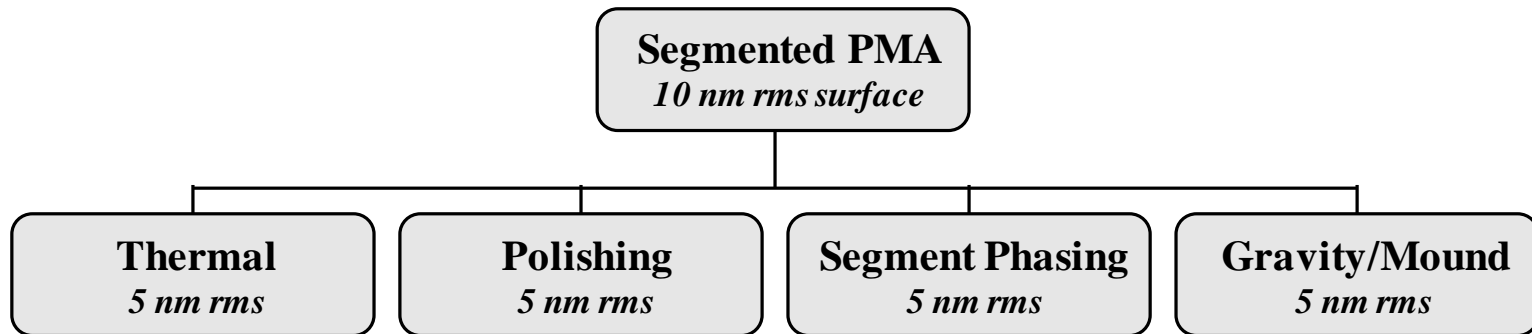 Segmented PMA
10 nm rms surface
Thermal
5 nm rms
Polishing
5 nm rms
Segment Phasing
5 nm rms
Gravity/Mound
5 nm rms